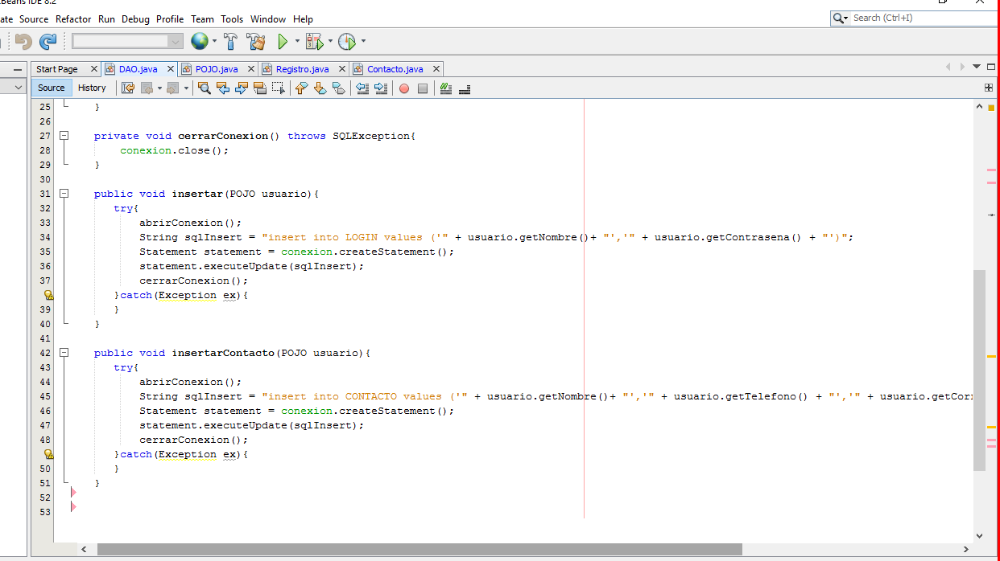 Beans IDE 8.2
ate Source Refactor Run Debug Profile Team Tools Window Help
Search (Ctrl+I)
Start Page DAO.java POJO.java Registro.java Contacto.java
Source History
25 }
26
27 private void cerrarConexion() throws SQLException{
28 conexion.close();
29 }
30
31 public void insertar(POJO usuario){
32 try{
33 abrirConexion();
34 String sqlInsert = "insert into LOGIN values ('" + usuario.getNombre()+ "','" + usuario.getContrasena() + "')";
35 Statement statement = conexion.createStatement();
36 statement.executeUpdate(sqlInsert);
37 cerrarConexion();
}catch(Exception ex){
39 }
40 }
41
42 public void insertarContacto(POJO usuario){
43 try{
44 abrirConexion();
45 String sqlInsert = "insert into CONTACTO values ('" + usuario.getNombre()+ "','" + usuario.getTelefono() + "','" + usuario.getCor
46 Statement statement = conexion.createStatement();
47 statement.executeUpdate(sqlInsert);
48 cerrarConexion();
}catch(Exception ex){
50 }
51 }
52
53